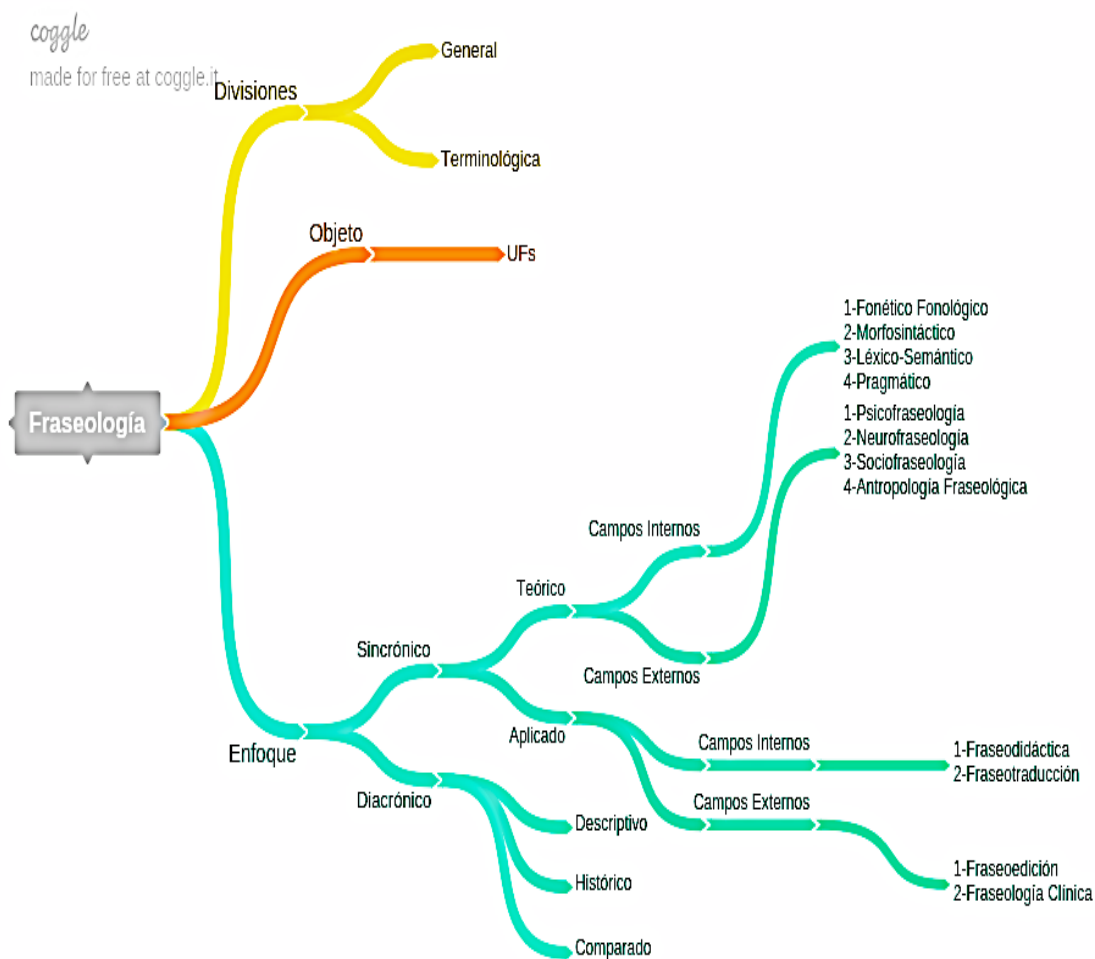 coggle
made for free at coggle.it
General
Divisiones
Terminológica
Objeto
UFs
Fraseología
1-Fonético Fonológico
2-Morfosintáctico
3-Léxico-Semántico
4-Pragmático
1-Psicofraseología
2-Neurofraseología
3-Sociofraseología
4-Antropología Fraseológica
Campos Internos
Teórico
Campos Externos
Sincrónico
Aplicado
Campos Internos
1-Fraseodidáctica
2-Fraseotraducción
Campos Externos
1-Fraseoedición
2-Fraseología Clínica
Enfoque
Diacrónico
Descriptivo
Histórico
Comparado